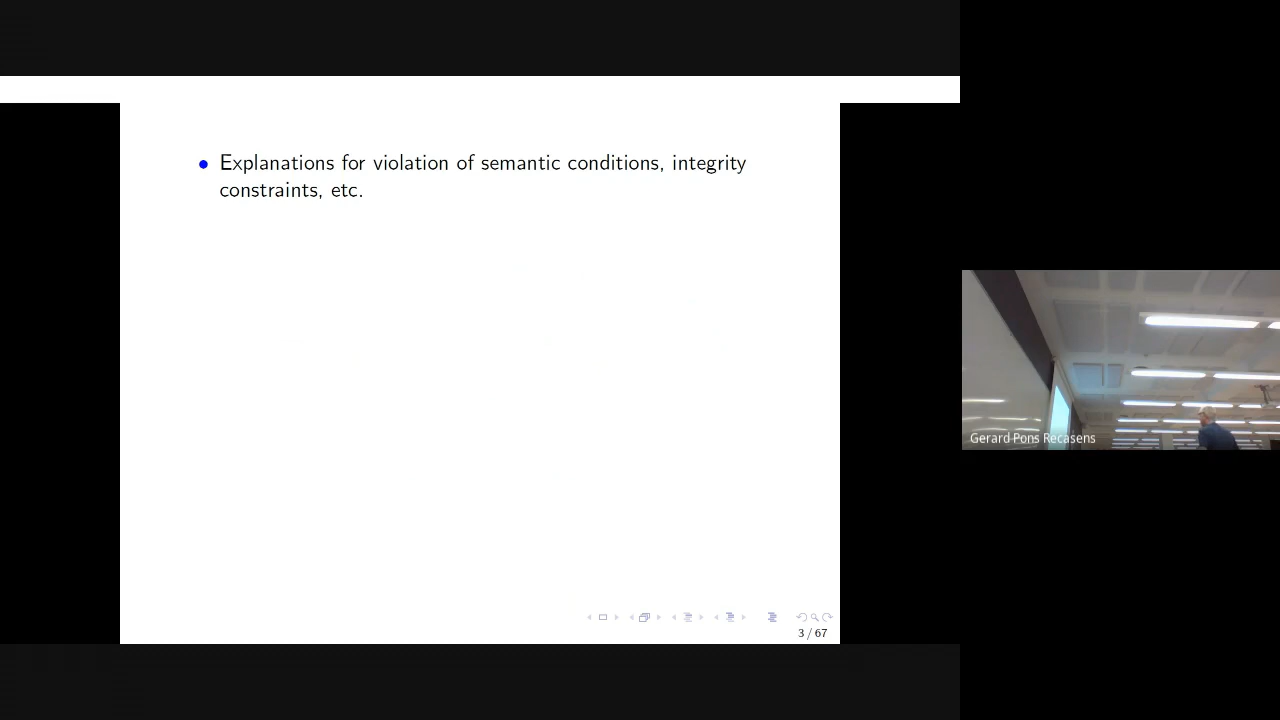 • Explanations for violation of semantic conditions, integrity
constraints, etc.
3 / 67
Gerard Pons Recasens